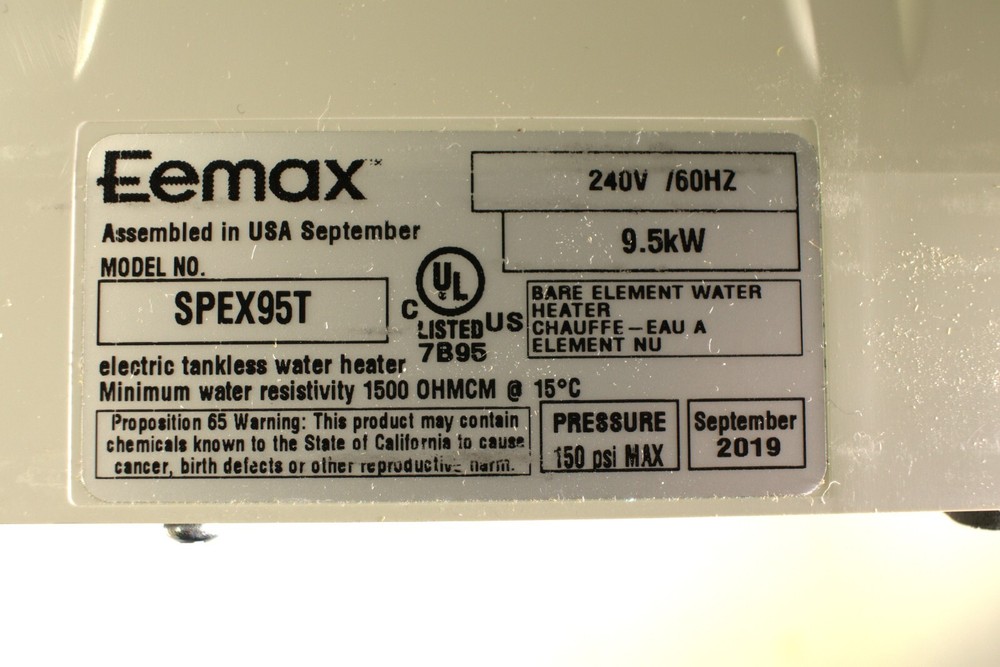 Eemax™
Assembled in USA September
MODEL NO.
SPEX95T
240V /60HZ
9.5kW
C UL US
LISTED
7B95
BARE ELEMENT WATER
HEATER
CHAUFFE-EAU A
ELEMENT NU
electric tankless water heater
Minimum water resistivity 1500 OHMCM @ 15°C
Proposition 65 Warning: This product may contain
chemicals known to the State of California to cause
cancer, birth defects or other reproductive harm.
PRESSURE
150 psi MAX
September
2019